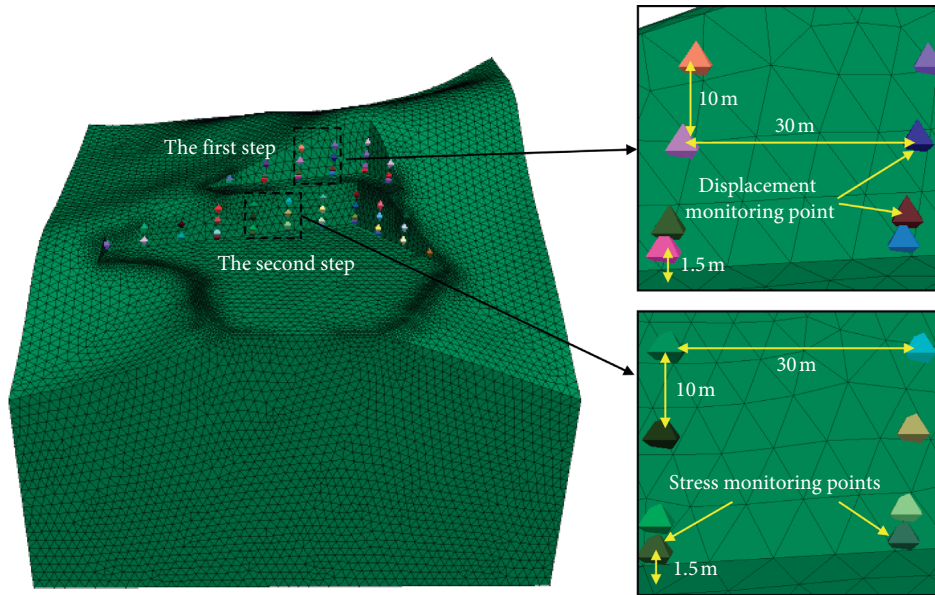 The first step
The second step
10 m
30 m
Displacement
monitoring point
1.5 m
30 m
10 m
Stress monitoring points
1.5 m